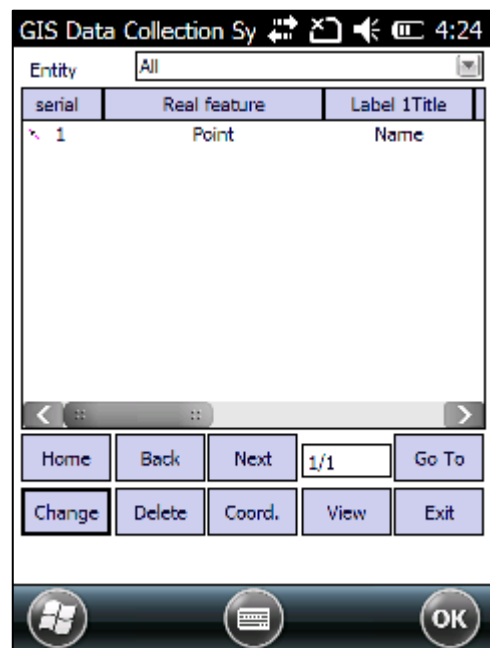 GIS Data Collection Sy 4:24
Entity All
serial Real feature Label 1Title
1 Point Name
Home Back Next 1/1 Go To
Change Delete Coord. View Exit
OK